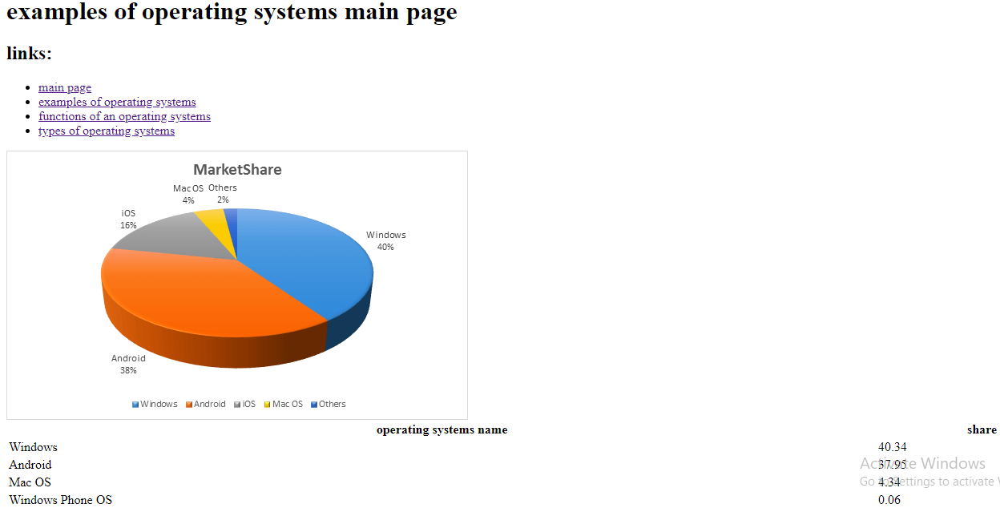 examples of operating systems main page
links:
main page
examples of operating systems
functions of an operating systems
types of operating systems
MarketShare
Mac OS
4%
Others
2%
iOS
16%
Windows
40%
Android
38%
Windows Android iOS Mac OS Others
operating systems name share
Windows 40.34
Android 37.95
Activate Windows
Mac OS 4.34
Go to Settings to activate
Windows Phone OS 0.06